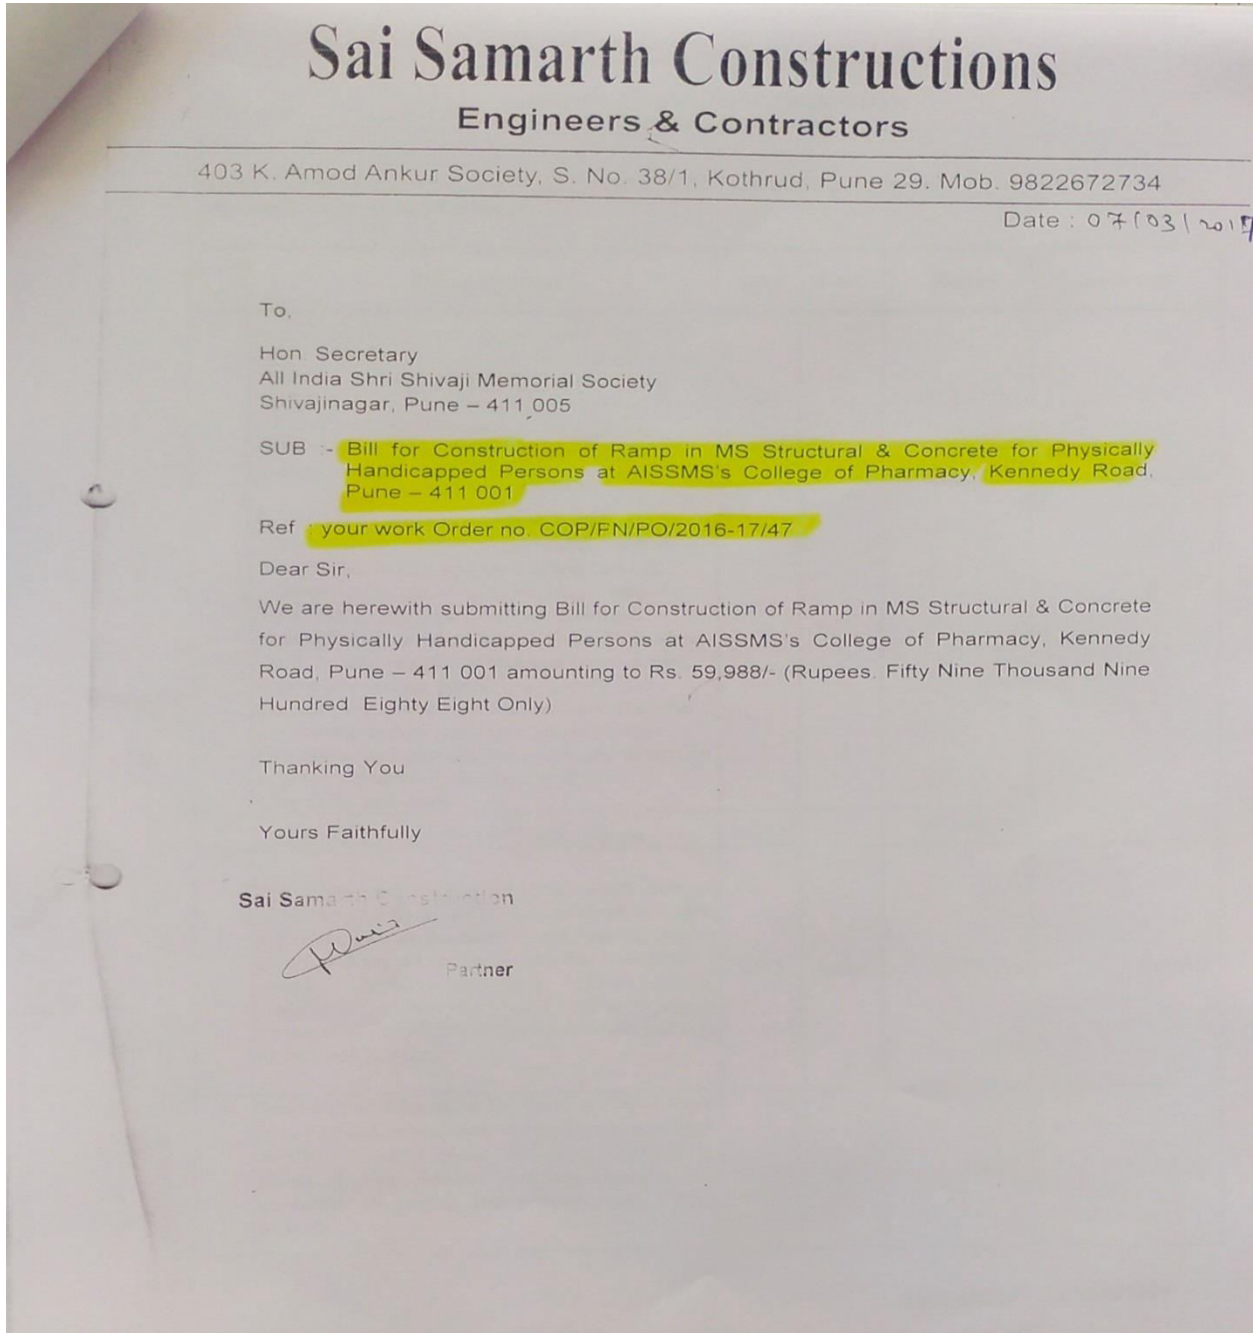 Sai Samarth Constructions
Engineers & Contractors
403 K. Amod Ankur Society, S. No. 38/1, Kothrud, Pune 29. Mob. 9822672734
Date : 07/03/2017
To,
Hon Secretary
All India Shri Shivaji Memorial Society
Shivajinagar, Pune – 411 005
SUB :- Bill for Construction of Ramp in MS Structural & Concrete for Physically
Handicapped Persons at AISSMS's College of Pharmacy, Kennedy Road,
Pune – 411 001
Ref : your work Order no. COP/FN/PO/2016-17/47
Dear Sir,
We are herewith submitting Bill for Construction of Ramp in MS Structural & Concrete
for Physically Handicapped Persons at AISSMS's College of Pharmacy, Kennedy
Road, Pune – 411 001 amounting to Rs. 59,988/- (Rupees. Fifty Nine Thousand Nine
Hundred Eighty Eight Only)
Thanking You
Yours Faithfully
Sai Samarth Construction
Partner